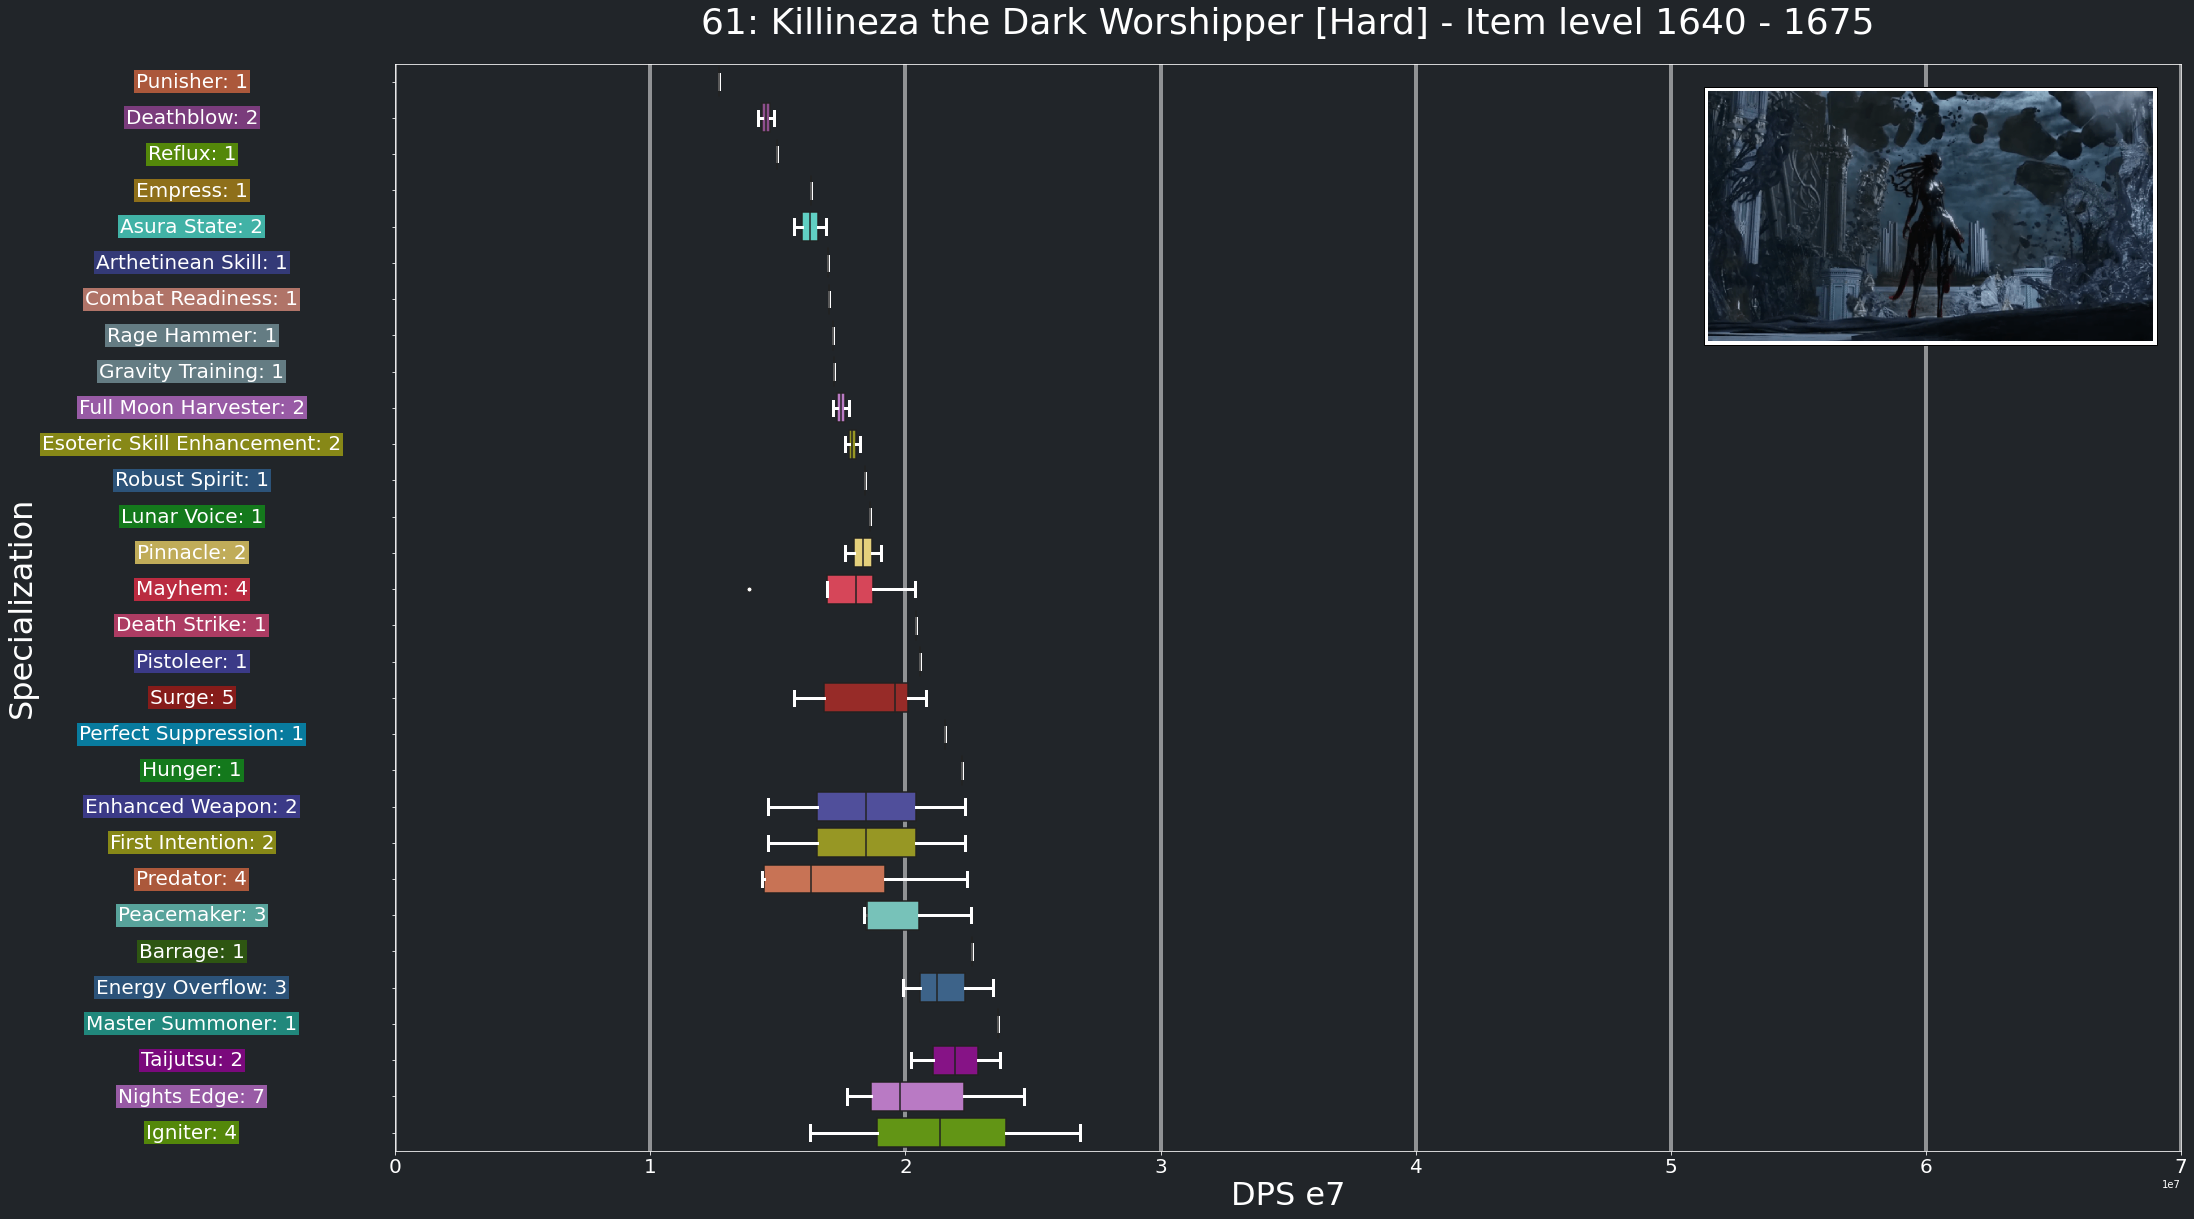 61: Killineza the Dark Worshipper [Hard] - Item level 1640 - 1675
Punisher: 1
Deathblow: 2
Reflux: 1
Empress: 1
Asura State: 2
Arthetinean Skill: 1
Combat Readiness: 1
Rage Hammer: 1
Gravity Training: 1
Full Moon Harvester: 2
Esoteric Skill Enhancement: 2
Robust Spirit: 1
Lunar Voice: 1
Pinnacle: 2
Mayhem: 4
Death Strike: 1
Pistoleer: 1
Surge: 5
Perfect Suppression: 1
Hunger: 1
Enhanced Weapon: 2
First Intention: 2
Predator: 4
Peacemaker: 3
Barrage: 1
Energy Overflow: 3
Master Summoner: 1
Taijutsu: 2
Nights Edge: 7
Igniter: 4
Specialization
0 1 2 3 4 5 6 7
1e7
DPS e7